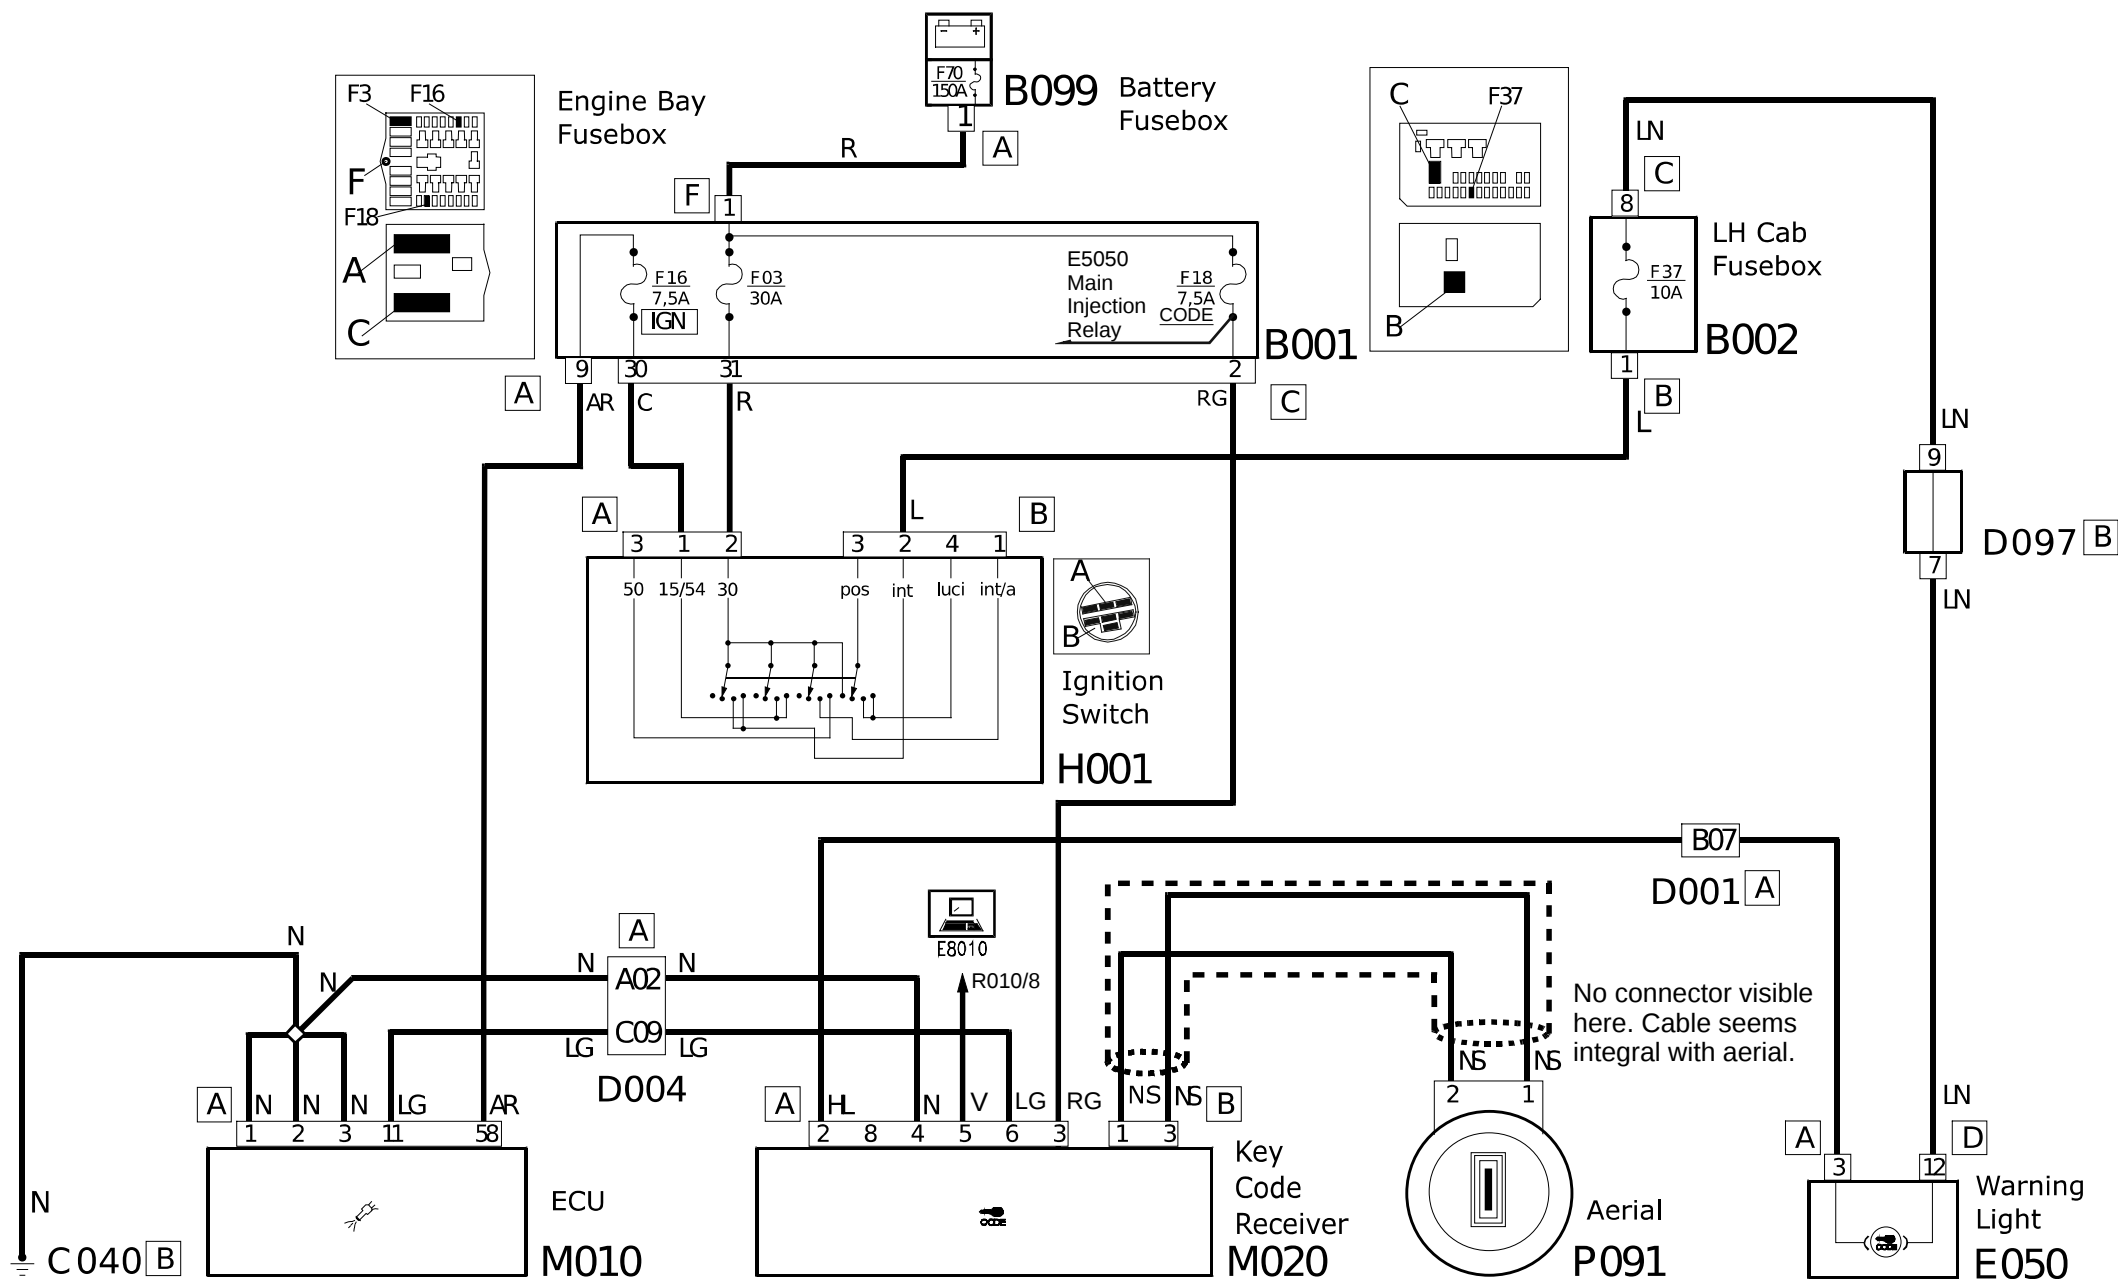 F70
150A
B099
Battery
Fusebox
1
A
F3
F16
F
F18
A
C
Engine Bay
Fusebox
R
F
1
F16
7,5A
IGN
F03
30A
E5050
Main
Injection
Relay
F18
7,5A
CODE
B001
9
30
31
2
A
AR
C
R
RG
C
C
F37
B
LN
C
8
F37
10A
LH Cab
Fusebox
B002
1
B
L
LN
9
D097
B
7
LN
A
L
B
3
1
2
3
2
4
1
50
15/54
30
pos
int
luci
int/a
A
B
Ignition
Switch
H001
B07
D001
A
N
N
N
A
A02
N
C09
LG
LG
D004
E8010
R010/8
No connector visible
here. Cable seems
integral with aerial.
A
N
N
N
LG
AR
1
2
3
11
58
N
C040
B
ECU
M010
A
HL
N
V
LG
RG
2
8
4
5
6
3
NS
NS
B
1
3
CODE
Key
Code
Receiver
M020
NS
NS
2
1
Aerial
P091
LN
A
D
3
12
CODE
Warning
Light
E050